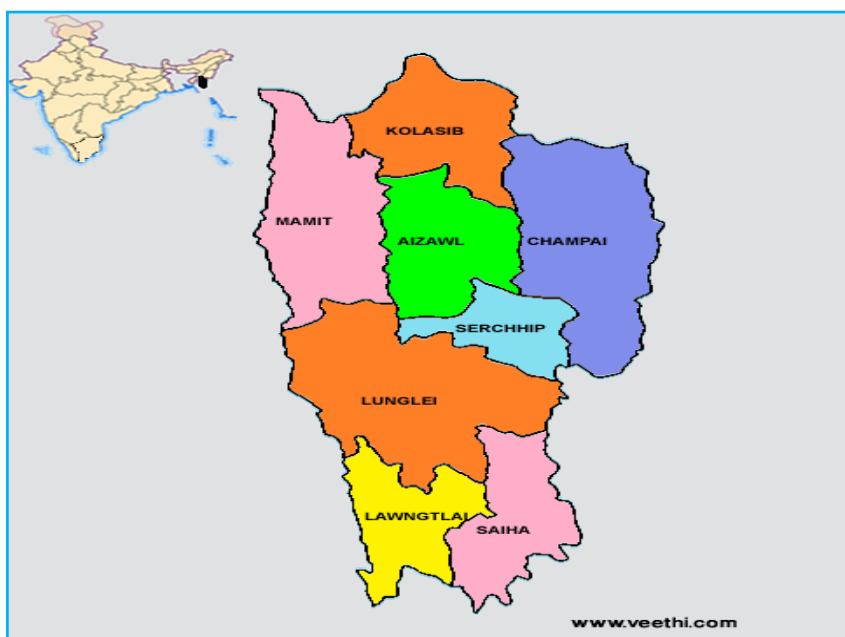 KOLASIB
MAMIT
AIZAWL
CHAMPAI
SERCHHIP
LUNGLEI
LAWNGTLAI
SAIHA
www.veethi.com